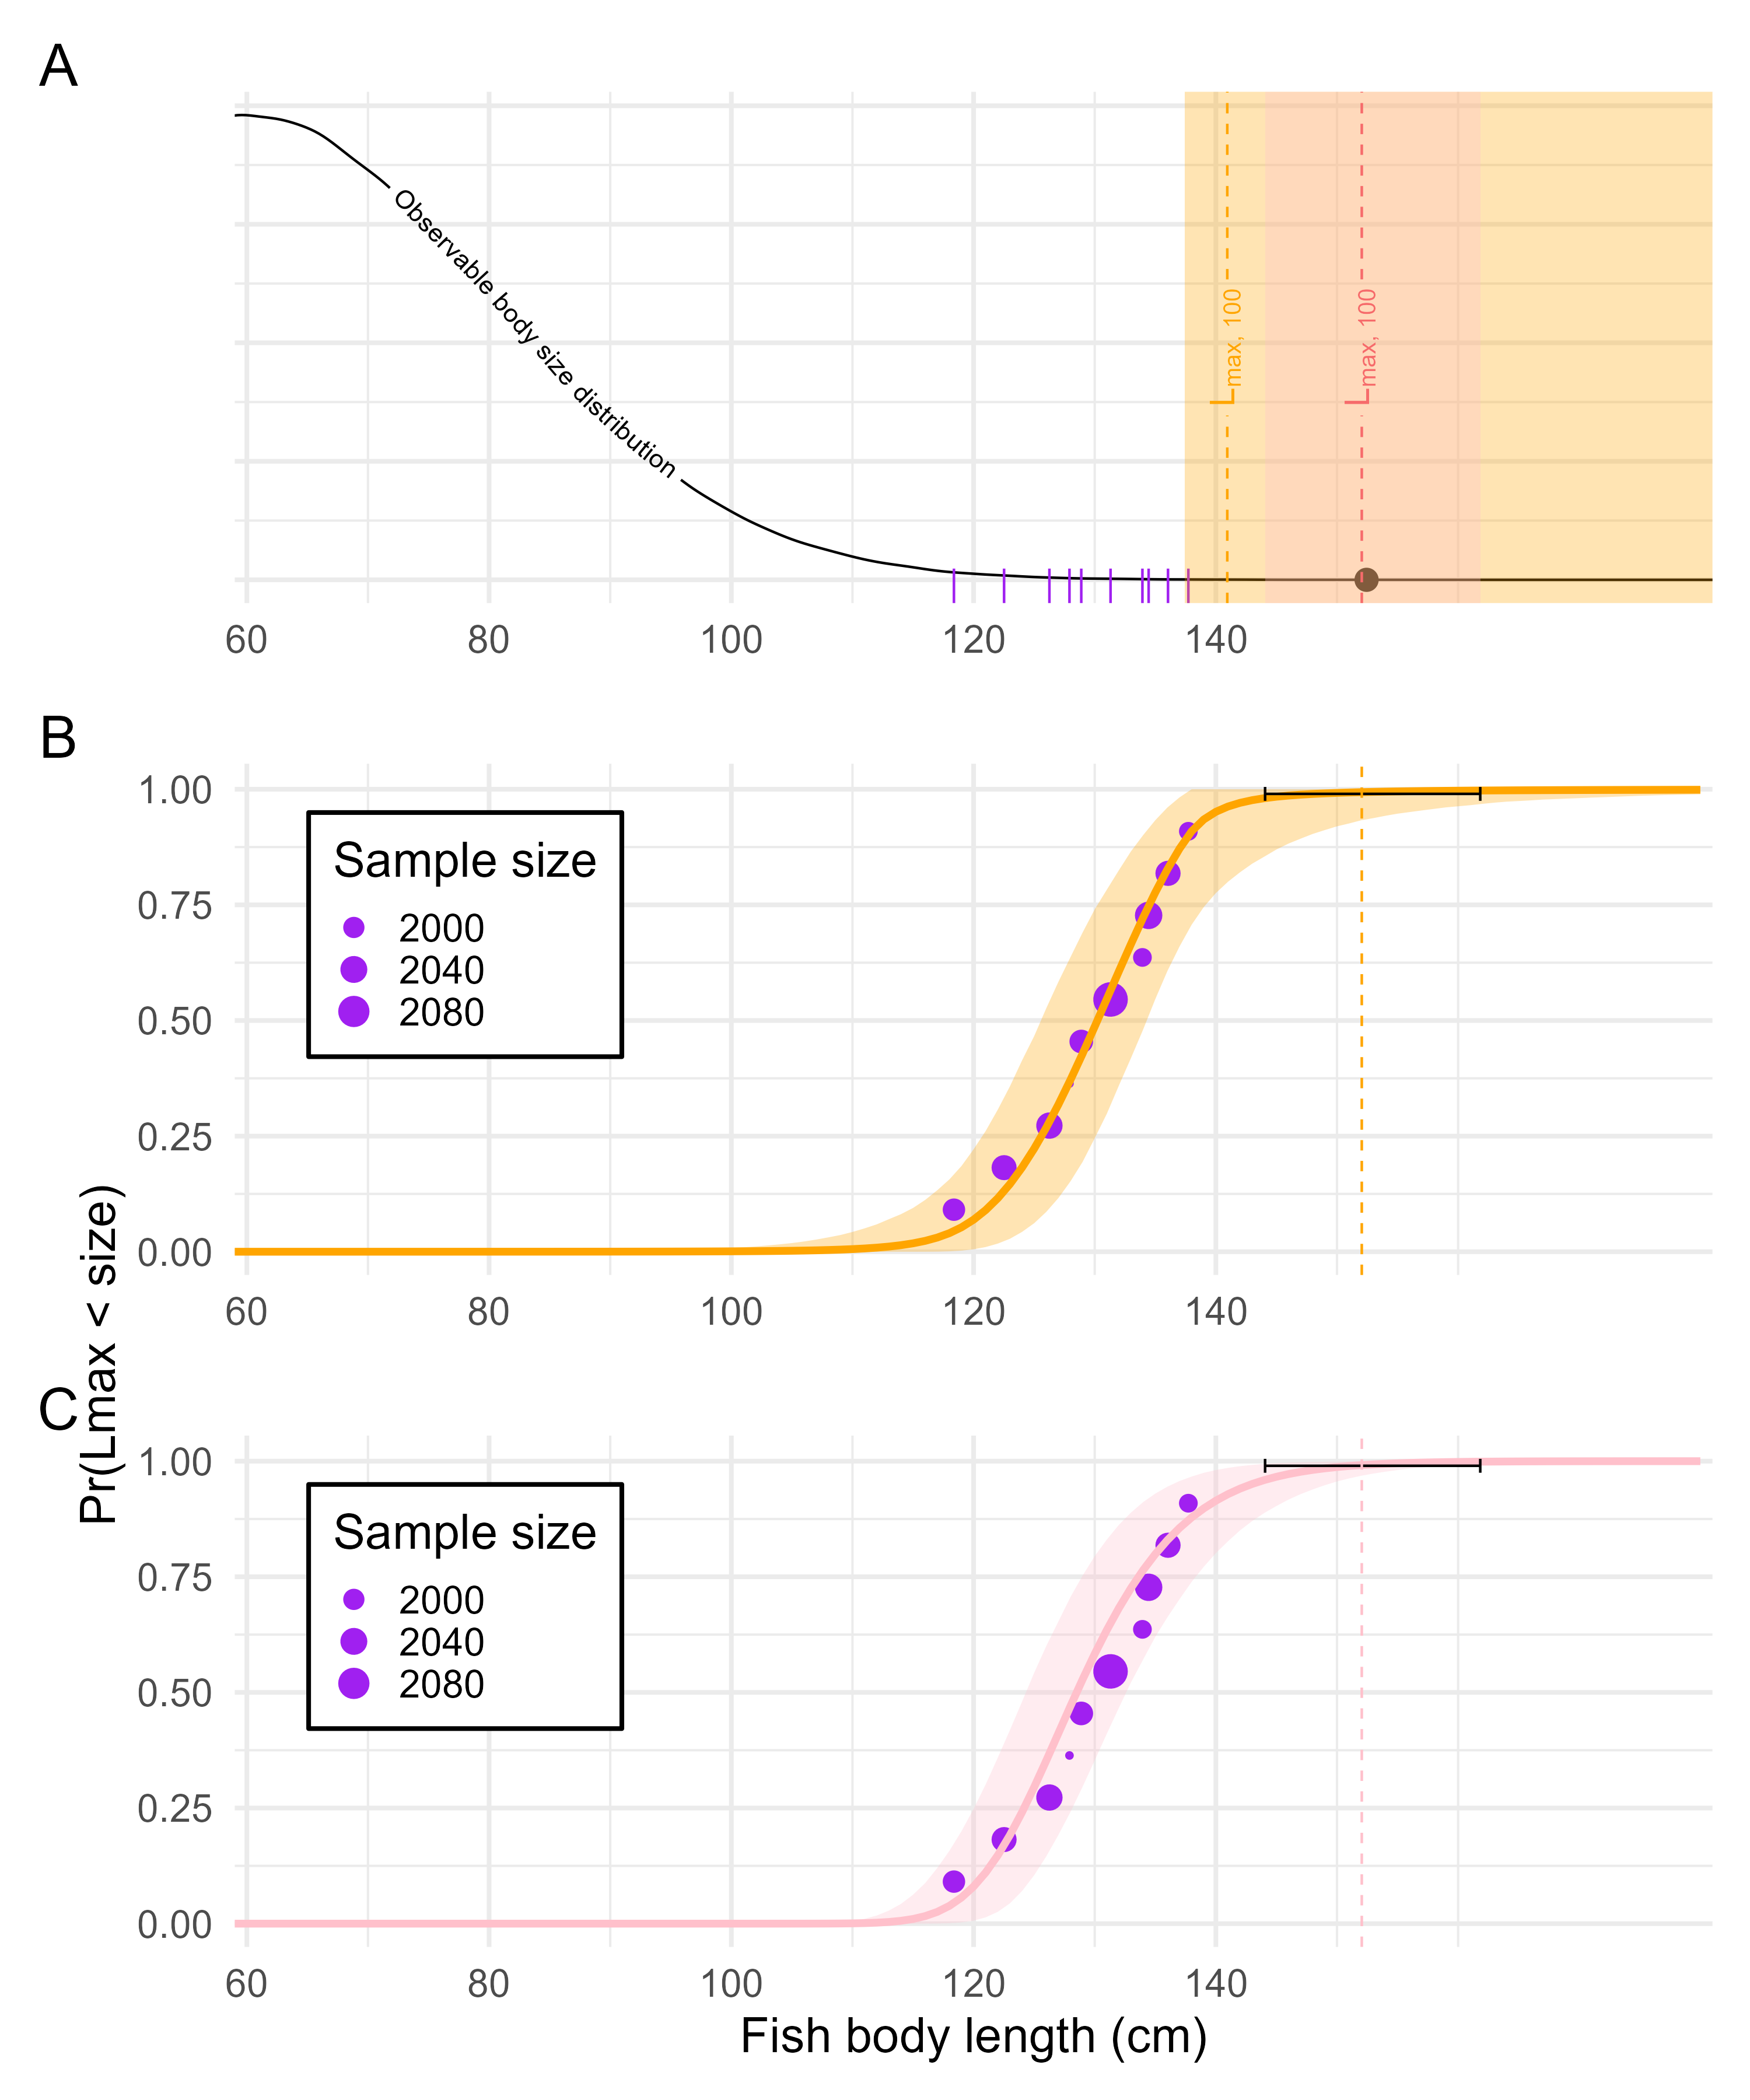 A
Observable body size distribution
Lmax, 100
Lmax, 100
60 80 100 120 140
B
1.00
0.75
0.50
0.25
0.00
Sample size
2000
2040
2080
60 80 100 120 140
Pr(Lmax < size)
C
1.00
0.75
0.50
0.25
0.00
Sample size
2000
2040
2080
60 80 100 120 140
Fish body length (cm)